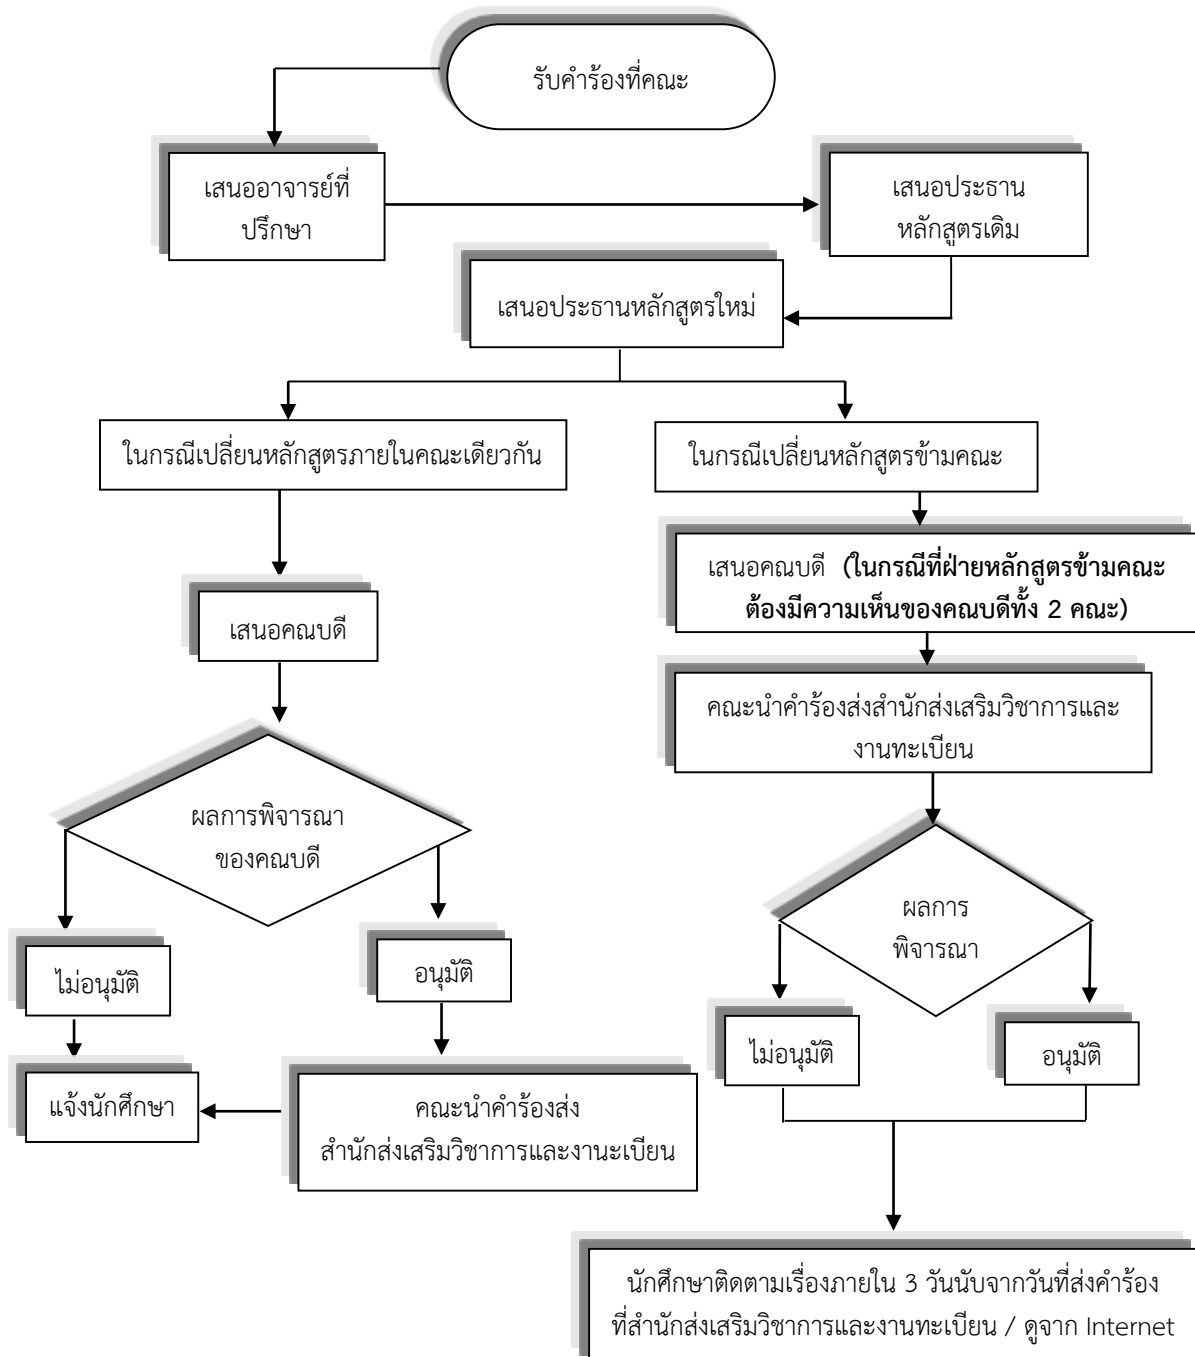 รับคำร้องที่คณะ
เสนออาจารย์ที่
ปรึกษา
เสนอประธาน
หลักสูตรเดิม
เสนอประธานหลักสูตรใหม่
ในกรณีเปลี่ยนหลักสูตรภายในคณะเดียวกัน
ในกรณีเปลี่ยนหลักสูตรข้ามคณะ
เสนอคณบดี (ในกรณีที่ฝ่ายหลักสูตรข้ามคณะ
ต้องมีความเห็นของคณบดีทั้ง 2 คณะ)
เสนอคณบดี
คณะนำคำร้องส่งสำนักส่งเสริมวิชาการและ
งานทะเบียน
ผลการพิจารณา
ของคณบดี
ผลการ
พิจารณา
ไม่อนุมัติ
อนุมัติ
ไม่อนุมัติ
อนุมัติ
แจ้งนักศึกษา
คณะนำคำร้องส่ง
สำนักส่งเสริมวิชาการและงานะเบียน
นักศึกษาติดตามเรื่องภายใน 3 วันนับจากวันที่ส่งคำร้อง
ที่สำนักส่งเสริมวิชาการและงานทะเบียน / ดูจาก Internet